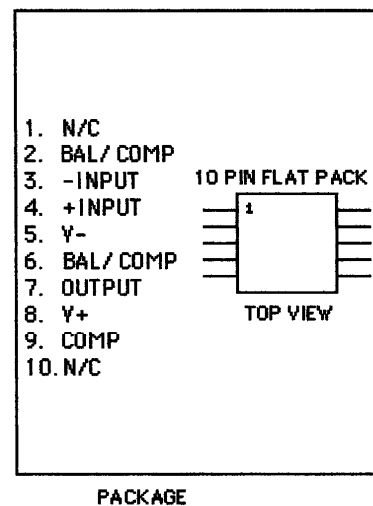 1. N/C
2. BAL/COMP
3. -INPUT
4. +INPUT
5. V-
6. BAL/COMP
7. OUTPUT
8. V+
9. COMP
10. N/C
10 PIN FLAT PACK
1
TOP VIEW
PACKAGE